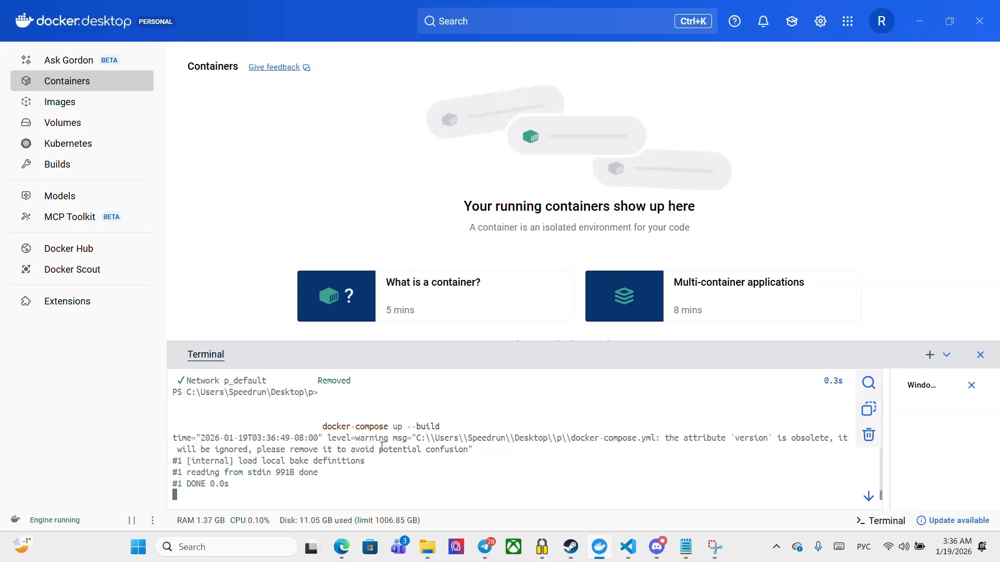 docker.desktop PERSONAL
Search Ctrl+K
R
Ask Gordon BETA
Containers
Images
Volumes
Kubernetes
Builds
Models
MCP Toolkit BETA
Docker Hub
Docker Scout
Extensions
Containers Give feedback
Your running containers show up here
A container is an isolated environment for your code
What is a container?
5 mins
Multi-container applications
8 mins
Terminal
✓Network p_default Removed 0.3s
PS C:\Users\Speedrun\Desktop\p>
docker-compose up --build
time="2026-01-19T03:36:49-08:00" level=warning msg="C:\\Users\\Speedrun\\Desktop\\p\\docker-compose.yml: the attribute `version` is obsolete, it
will be ignored, please remove it to avoid potential confusion"
#1 [internal] load local bake definitions
#1 reading from stdin 991B done
#1 DONE 0.0s
Windo...
Engine running
RAM 1.37 GB CPU 0.10% Disk: 11.05 GB used (limit 1006.85 GB)
Terminal
Update available
-1°
Search
3
28
РУС
3:36 AM
1/19/2026